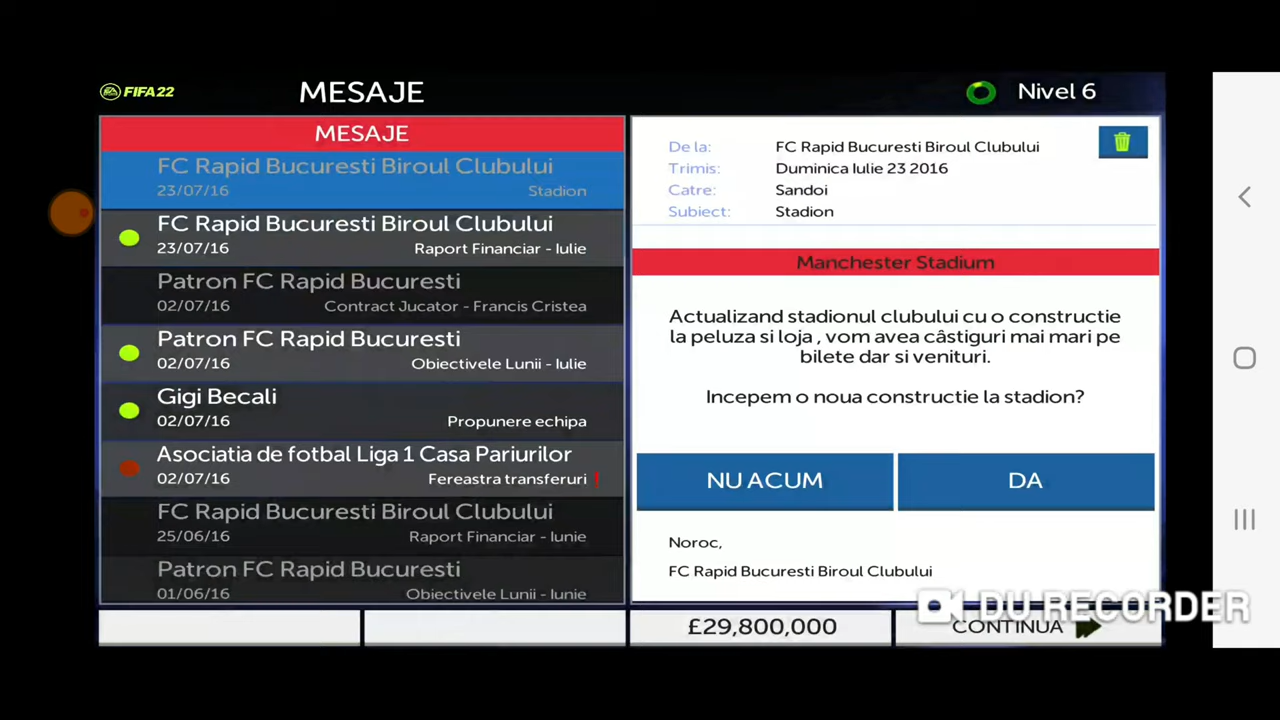 FIFA 22
MESAJE
Nivel 6
MESAJE
FC Rapid Bucuresti Biroul Clubului
23/07/16 Stadion
FC Rapid Bucuresti Biroul Clubului
23/07/16 Raport Financiar - Iulie
Patron FC Rapid Bucuresti
02/07/16 Contract Jucator - Francis Cristea
Patron FC Rapid Bucuresti
02/07/16 Obiectivele Lunii - Iulie
Gigi Becali
02/07/16 Propunere echipa
Asociatia de fotbal Liga 1 Casa Pariurilor
02/07/16 Fereastra transferuri !
FC Rapid Bucuresti Biroul Clubului
25/06/16 Raport Financiar - Iunie
Patron FC Rapid Bucuresti
01/06/16 Obiectivele Lunii - Iunie
De la: FC Rapid Bucuresti Biroul Clubului
Trimis: Duminica Iulie 23 2016
Catre: Sandoi
Subiect: Stadion
Manchester Stadium
Actualizand stadionul clubului cu o constructie
la peluza si loja , vom avea câstiguri mai mari pe
bilete dar si venituri.
Incepem o noua constructie la stadion?
NU ACUM
DA
Noroc,
FC Rapid Bucuresti Biroul Clubului
DU RECORDER
£29,800,000
CONTINUA